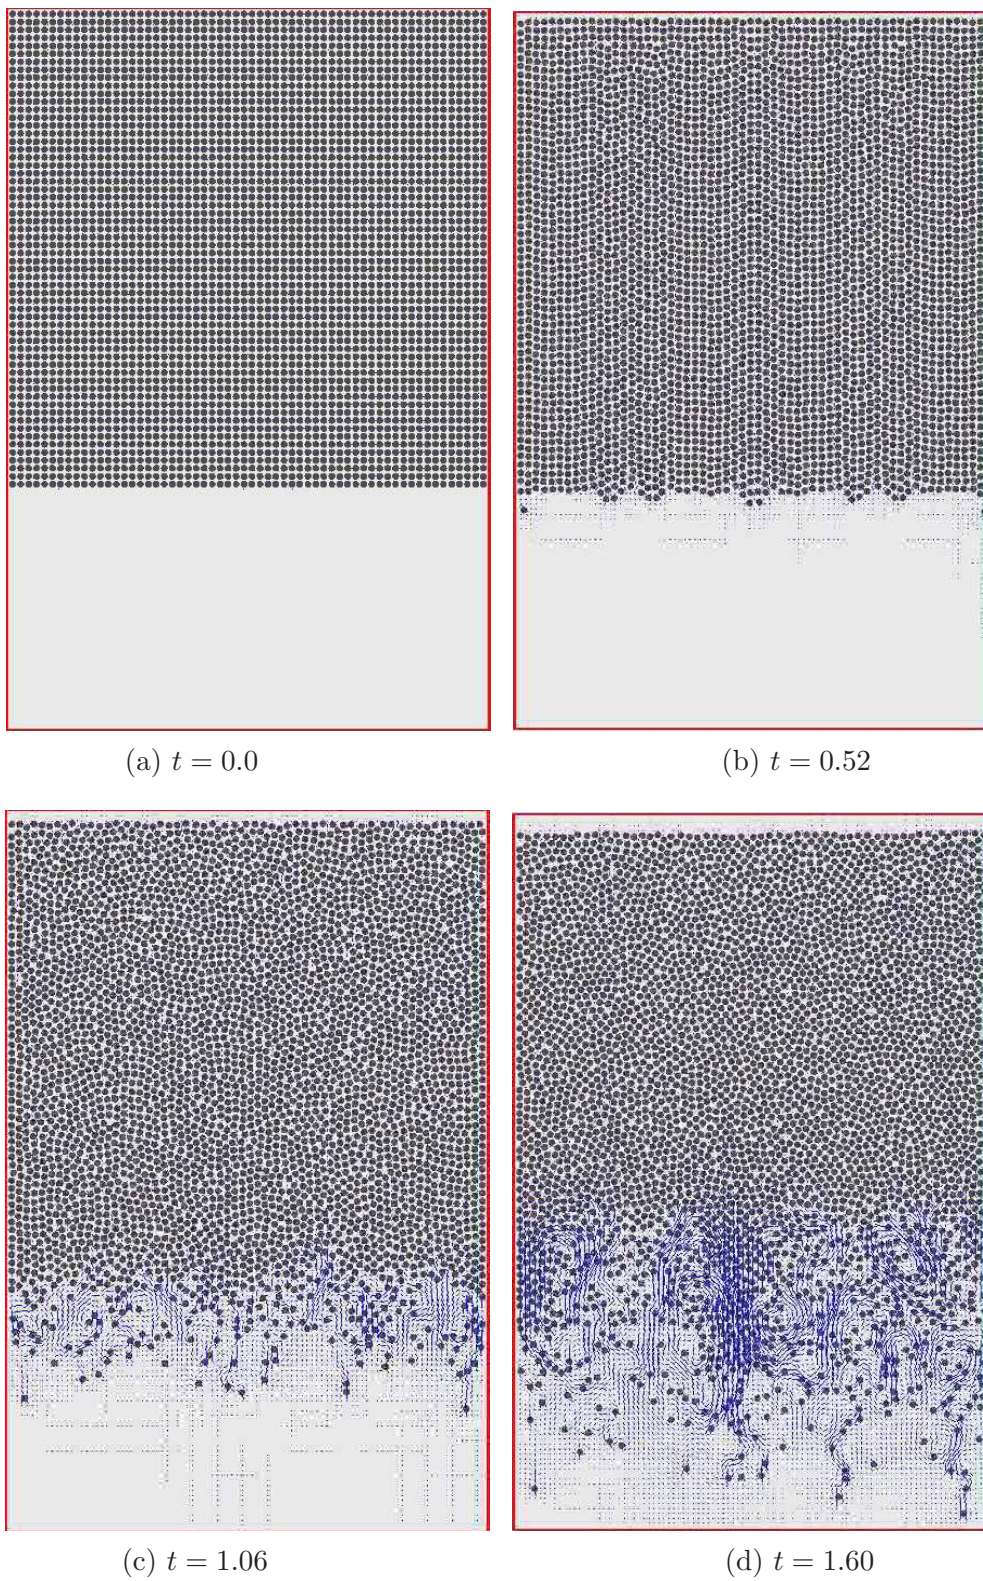 (a) t = 0.0
(b) t = 0.52
(c) t = 1.06
(d) t = 1.60